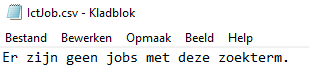 IctJob.csv - Kladblok
Bestand Bewerken Opmaak Beeld Help
Er zijn geen jobs met deze zoekterm.